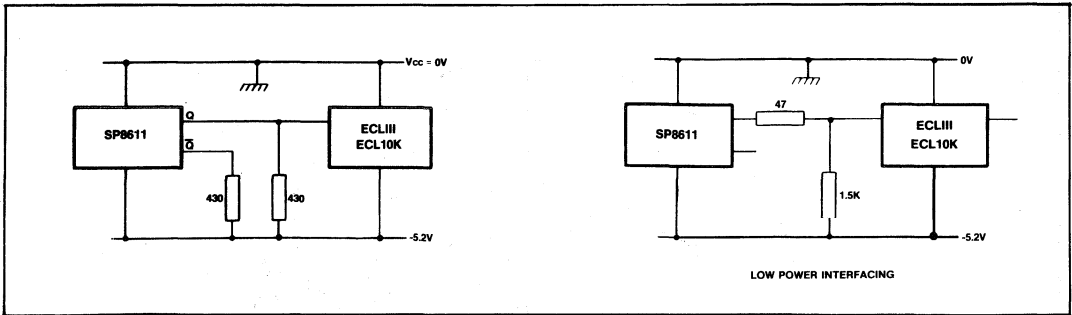 Vcc = 0V
SP8611
Q
Q̅
ECLIII
ECL10K
430
430
-5.2V
0V
47
SP8611
ECLIII
ECL10K
1.5K
-5.2V
LOW POWER INTERFACING